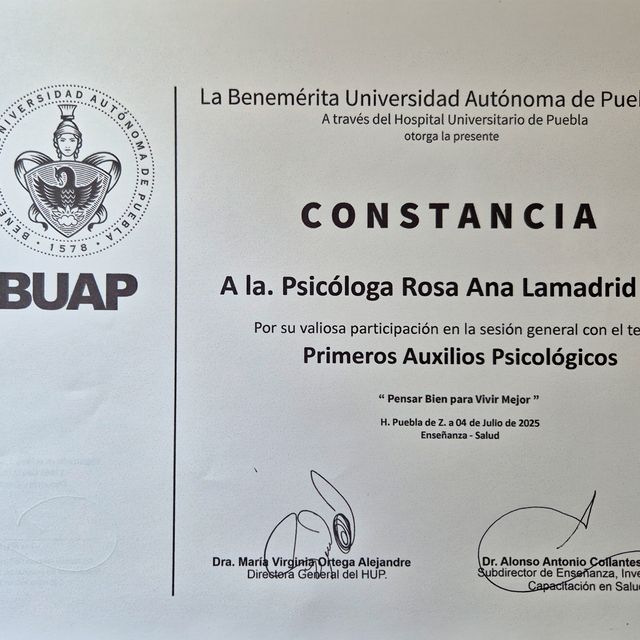 BENE
UNIVERSIDAD AUTÓNOMA DE PUEBLA
· 1578 ·
BUAP
La Benemérita Universidad Autónoma de Pue
A través del Hospital Universitario de Puebla
otorga la presente
CONSTANCIA
A la. Psicóloga Rosa Ana Lamadrid
Por su valiosa participación en la sesión general con el te
Primeros Auxilios Psicológicos
“ Pensar Bien para Vivir Mejor ”
H. Puebla de Z. a 04 de Julio de 2025
Enseñanza - Salud
Dra. María Virginia Ortega Alejandre
Directora General del HUP.
Dr. Alonso Antonio Collantes
Subdirector de Enseñanza, Inve
Capacitación en Salud